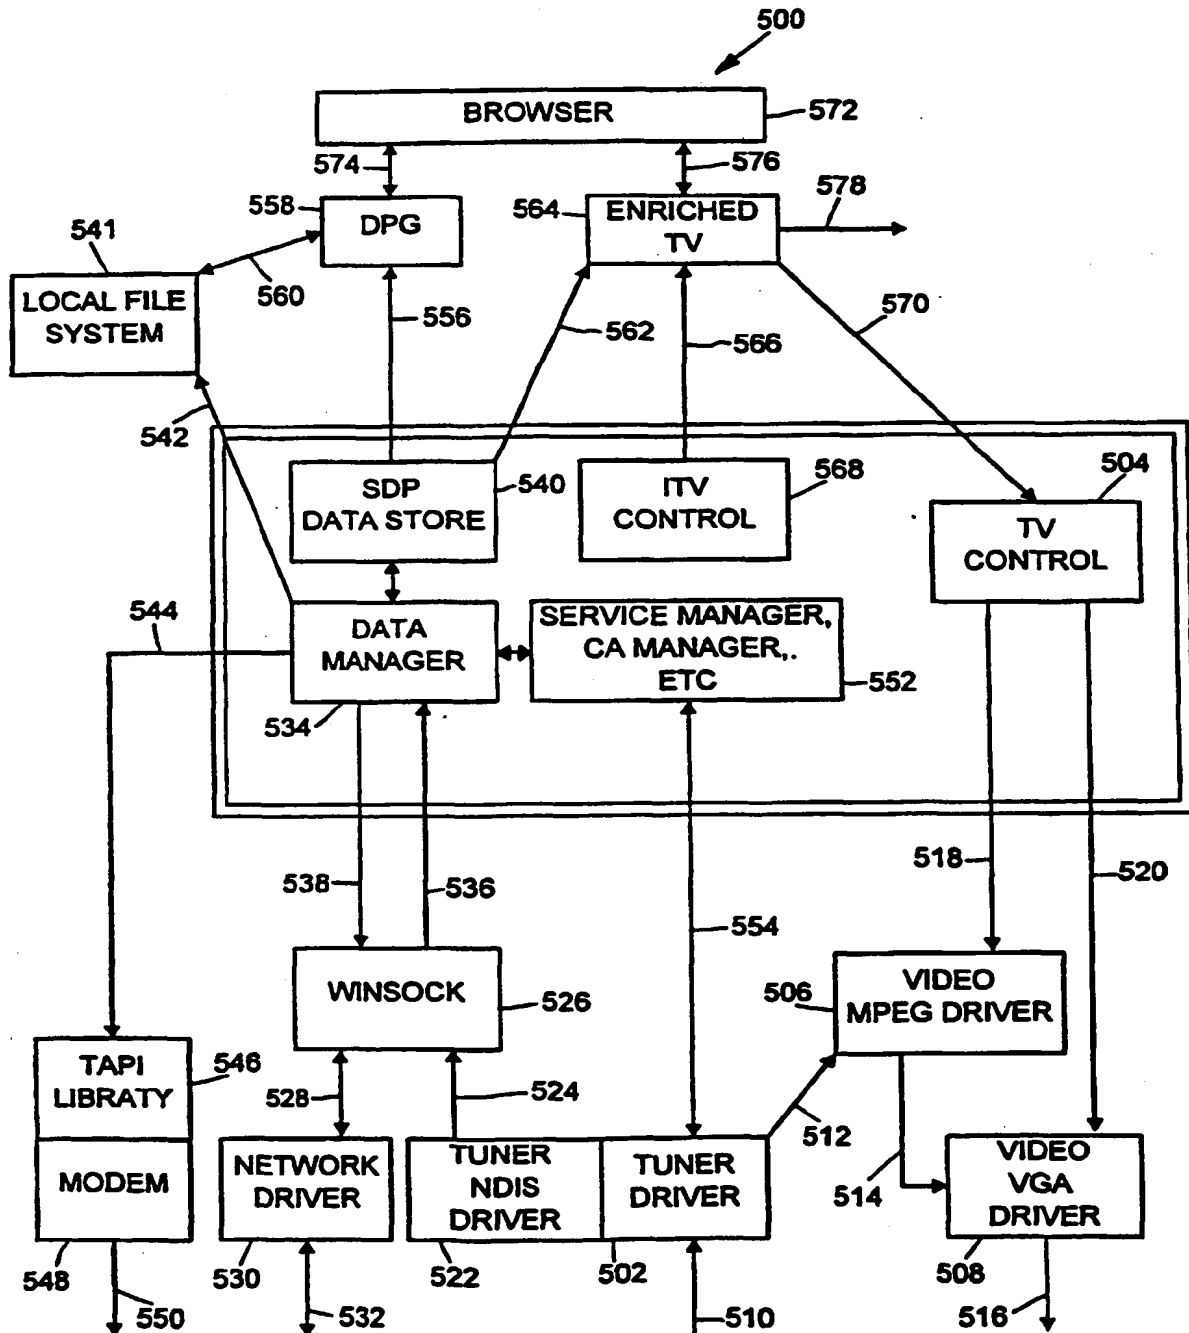 500
BROWSER
572
574
576
578
558
DPG
564
ENRICHED
TV
541
560
LOCAL FILE
SYSTEM
556
562
566
570
542
SDP
DATA STORE
540
ITV
CONTROL
568
504
TV
CONTROL
544
DATA
MANAGER
534
SERVICE MANAGER,
CA MANAGER,.
ETC
552
538
536
554
518
520
WINSOCK
526
506
VIDEO
MPEG DRIVER
TAPI
LIBRATY
546
528
524
512
514
MODEM
NETWORK
DRIVER
TUNER
NDIS
DRIVER
TUNER
DRIVER
VIDEO
VGA
DRIVER
548
550
530
532
522
502
510
508
516